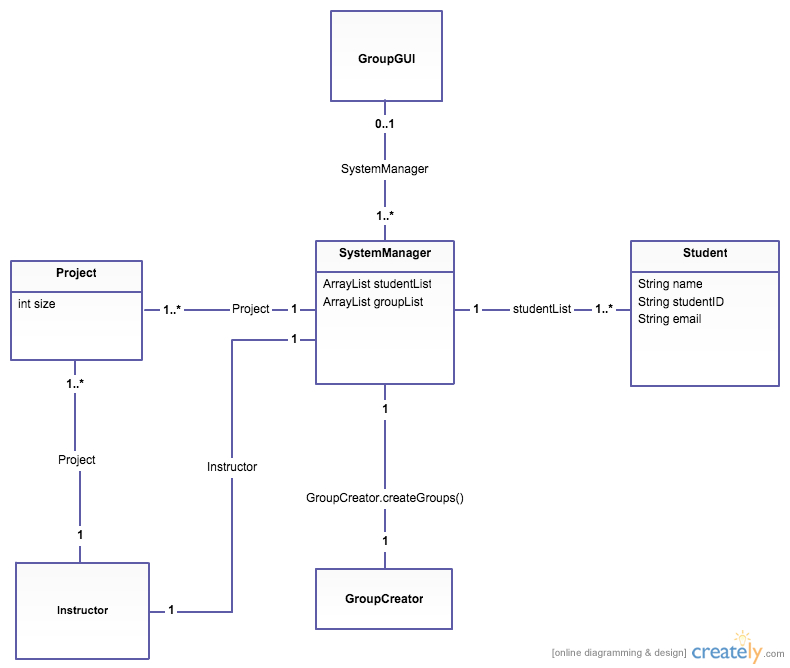 GroupGUI
0..1
SystemManager
1..*
SystemManager
ArrayList studentList
ArrayList groupList
Project
int size
1..*
Project
1
1
studentList
1..*
Student
String name
String studentID
String email
1
1..*
Project
1
Instructor
1
Instructor
1
GroupCreator.createGroups()
1
GroupCreator
[online diagramming & design] creately.com